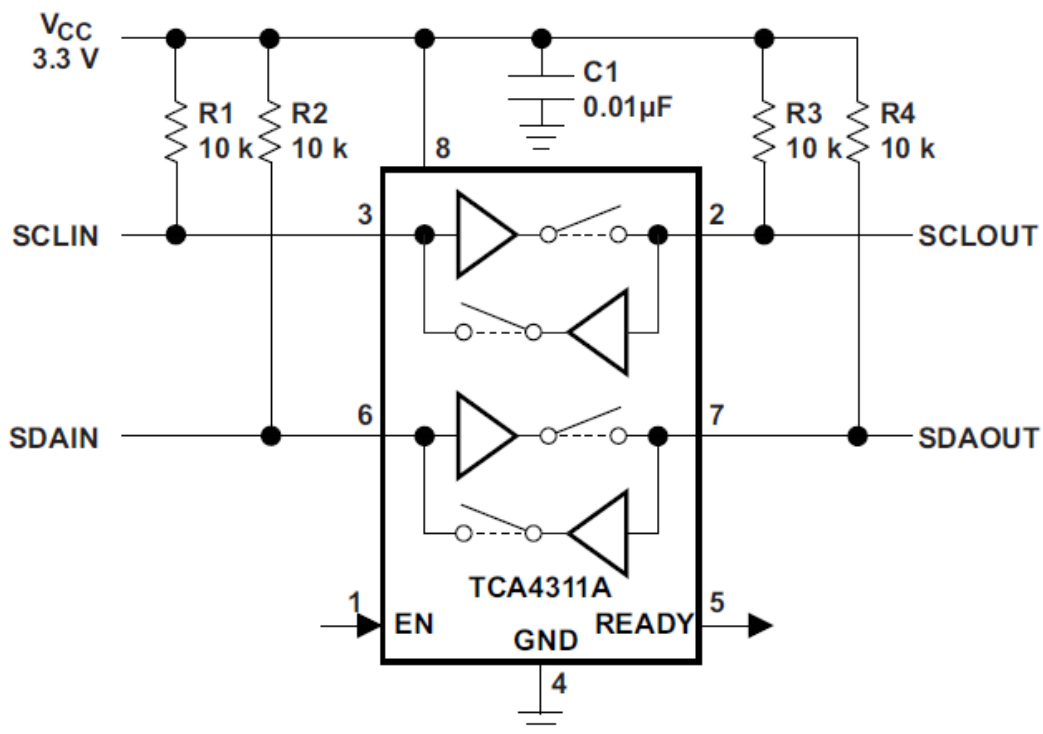 VCC
3.3 V
C1
0.01µF
R1
10 k
R2
10 k
R3
10 k
R4
10 k
8
3
2
SCLIN
SCLOUT
6
7
SDAIN
SDAOUT
TCA4311A
1
EN
READY
5
GND
4